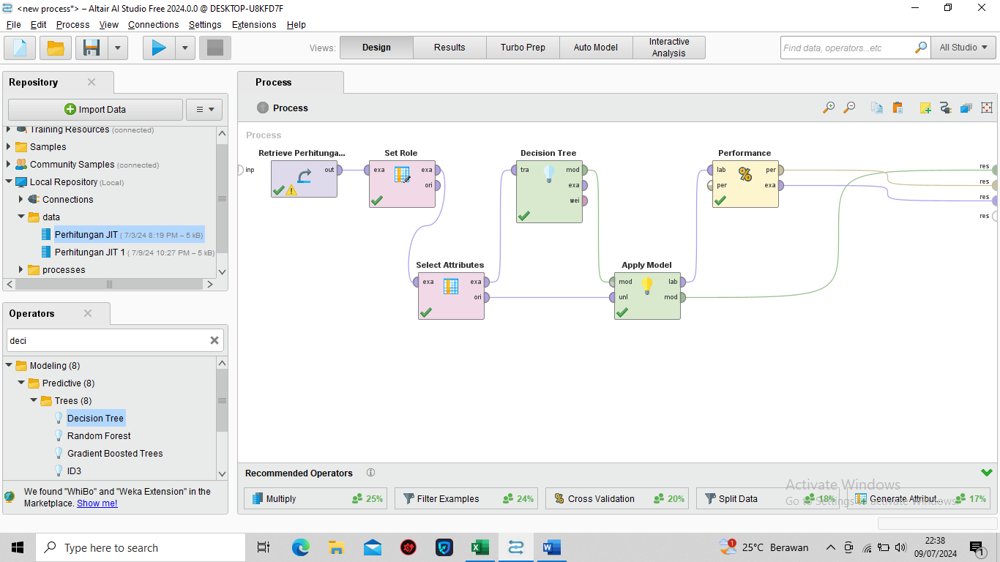 <new process*> – Altair AI Studio Free 2024.0.0 @ DESKTOP-U8KFD7F
File Edit Process View Connections Settings Extensions Help
Views: Design Results Turbo Prep Auto Model Interactive Analysis
Find data, operators...etc All Studio
Repository
Import Data
Training Resources (connected)
Samples
Community Samples (connected)
Local Repository (Local)
Connections
data
Perhitungan JIT ( 7/3/24 8:19 PM – 5 kB)
Perhitungan JIT 1 ( 7/9/24 10:27 PM – 5 kB)
processes
Operators
deci
Modeling (8)
Predictive (8)
Trees (8)
Decision Tree
Random Forest
Gradient Boosted Trees
ID3
We found "WhiBo" and "Weka Extension" in the
Marketplace. Show me!
Process
Process
Process
inp
Retrieve Perhitunga...
out
Set Role
exa exa
ori
Decision Tree
tra mod
exa
wei
Performance
lab per
per exa
res
res
res
res
Select Attributes
exa exa
ori
Apply Model
mod lab
unl mod
Recommended Operators
Multiply 25%
Filter Examples 24%
Cross Validation 20%
Split Data 18%
Generate Attribut... 17%
Activate Windows
Go to Settings to activate Windows.
Type here to search
1
25°C Berawan
22:38
09/07/2024
1